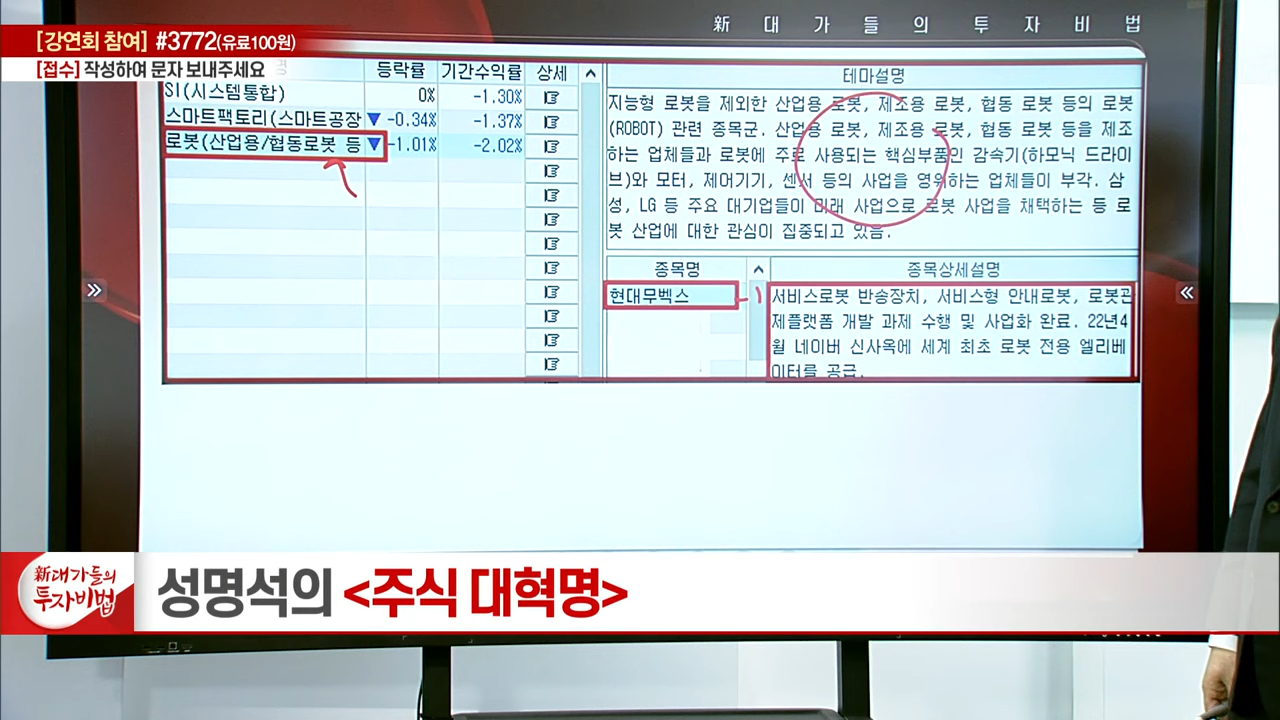 新 대 가 들 의 투 자 비 법
[강연회 참여] #3772(유료100원)
[접수] 작성하여 문자 보내주세요
등락률 기간수익률 상세
SI(시스템통합) 0% -1.30%
스마트팩토리(스마트공장 ▼ -0.34% -1.37%
로봇(산업용/협동로봇 등 ▼ -1.01% -2.02%
테마설명
지능형 로봇을 제외한 산업용 로봇, 제조용 로봇, 협동 로봇 등의 로봇
(ROBOT) 관련 종목군. 산업용 로봇, 제조용 로봇, 협동 로봇 등을 제조
하는 업체들과 로봇에 주로 사용되는 핵심부품인 감속기(하모닉 드라이
브)와 모터, 제어기기, 센서 등의 사업을 영위하는 업체들이 부각. 삼
성, LG 등 주요 대기업들이 미래 사업으로 로봇 사업을 채택하는 등 로
봇 산업에 대한 관심이 집중되고 있음.
종목명 종목상세설명
현대무벡스
서비스로봇 반송장치, 서비스형 안내로봇, 로봇관
제플랫폼 개발 과제 수행 및 사업화 완료. 22년4
월 네이버 신사옥에 세계 최초 로봇 전용 엘리베
이터를 공급.
新대가들의
투자비법
성명석의 <주식 대혁명>